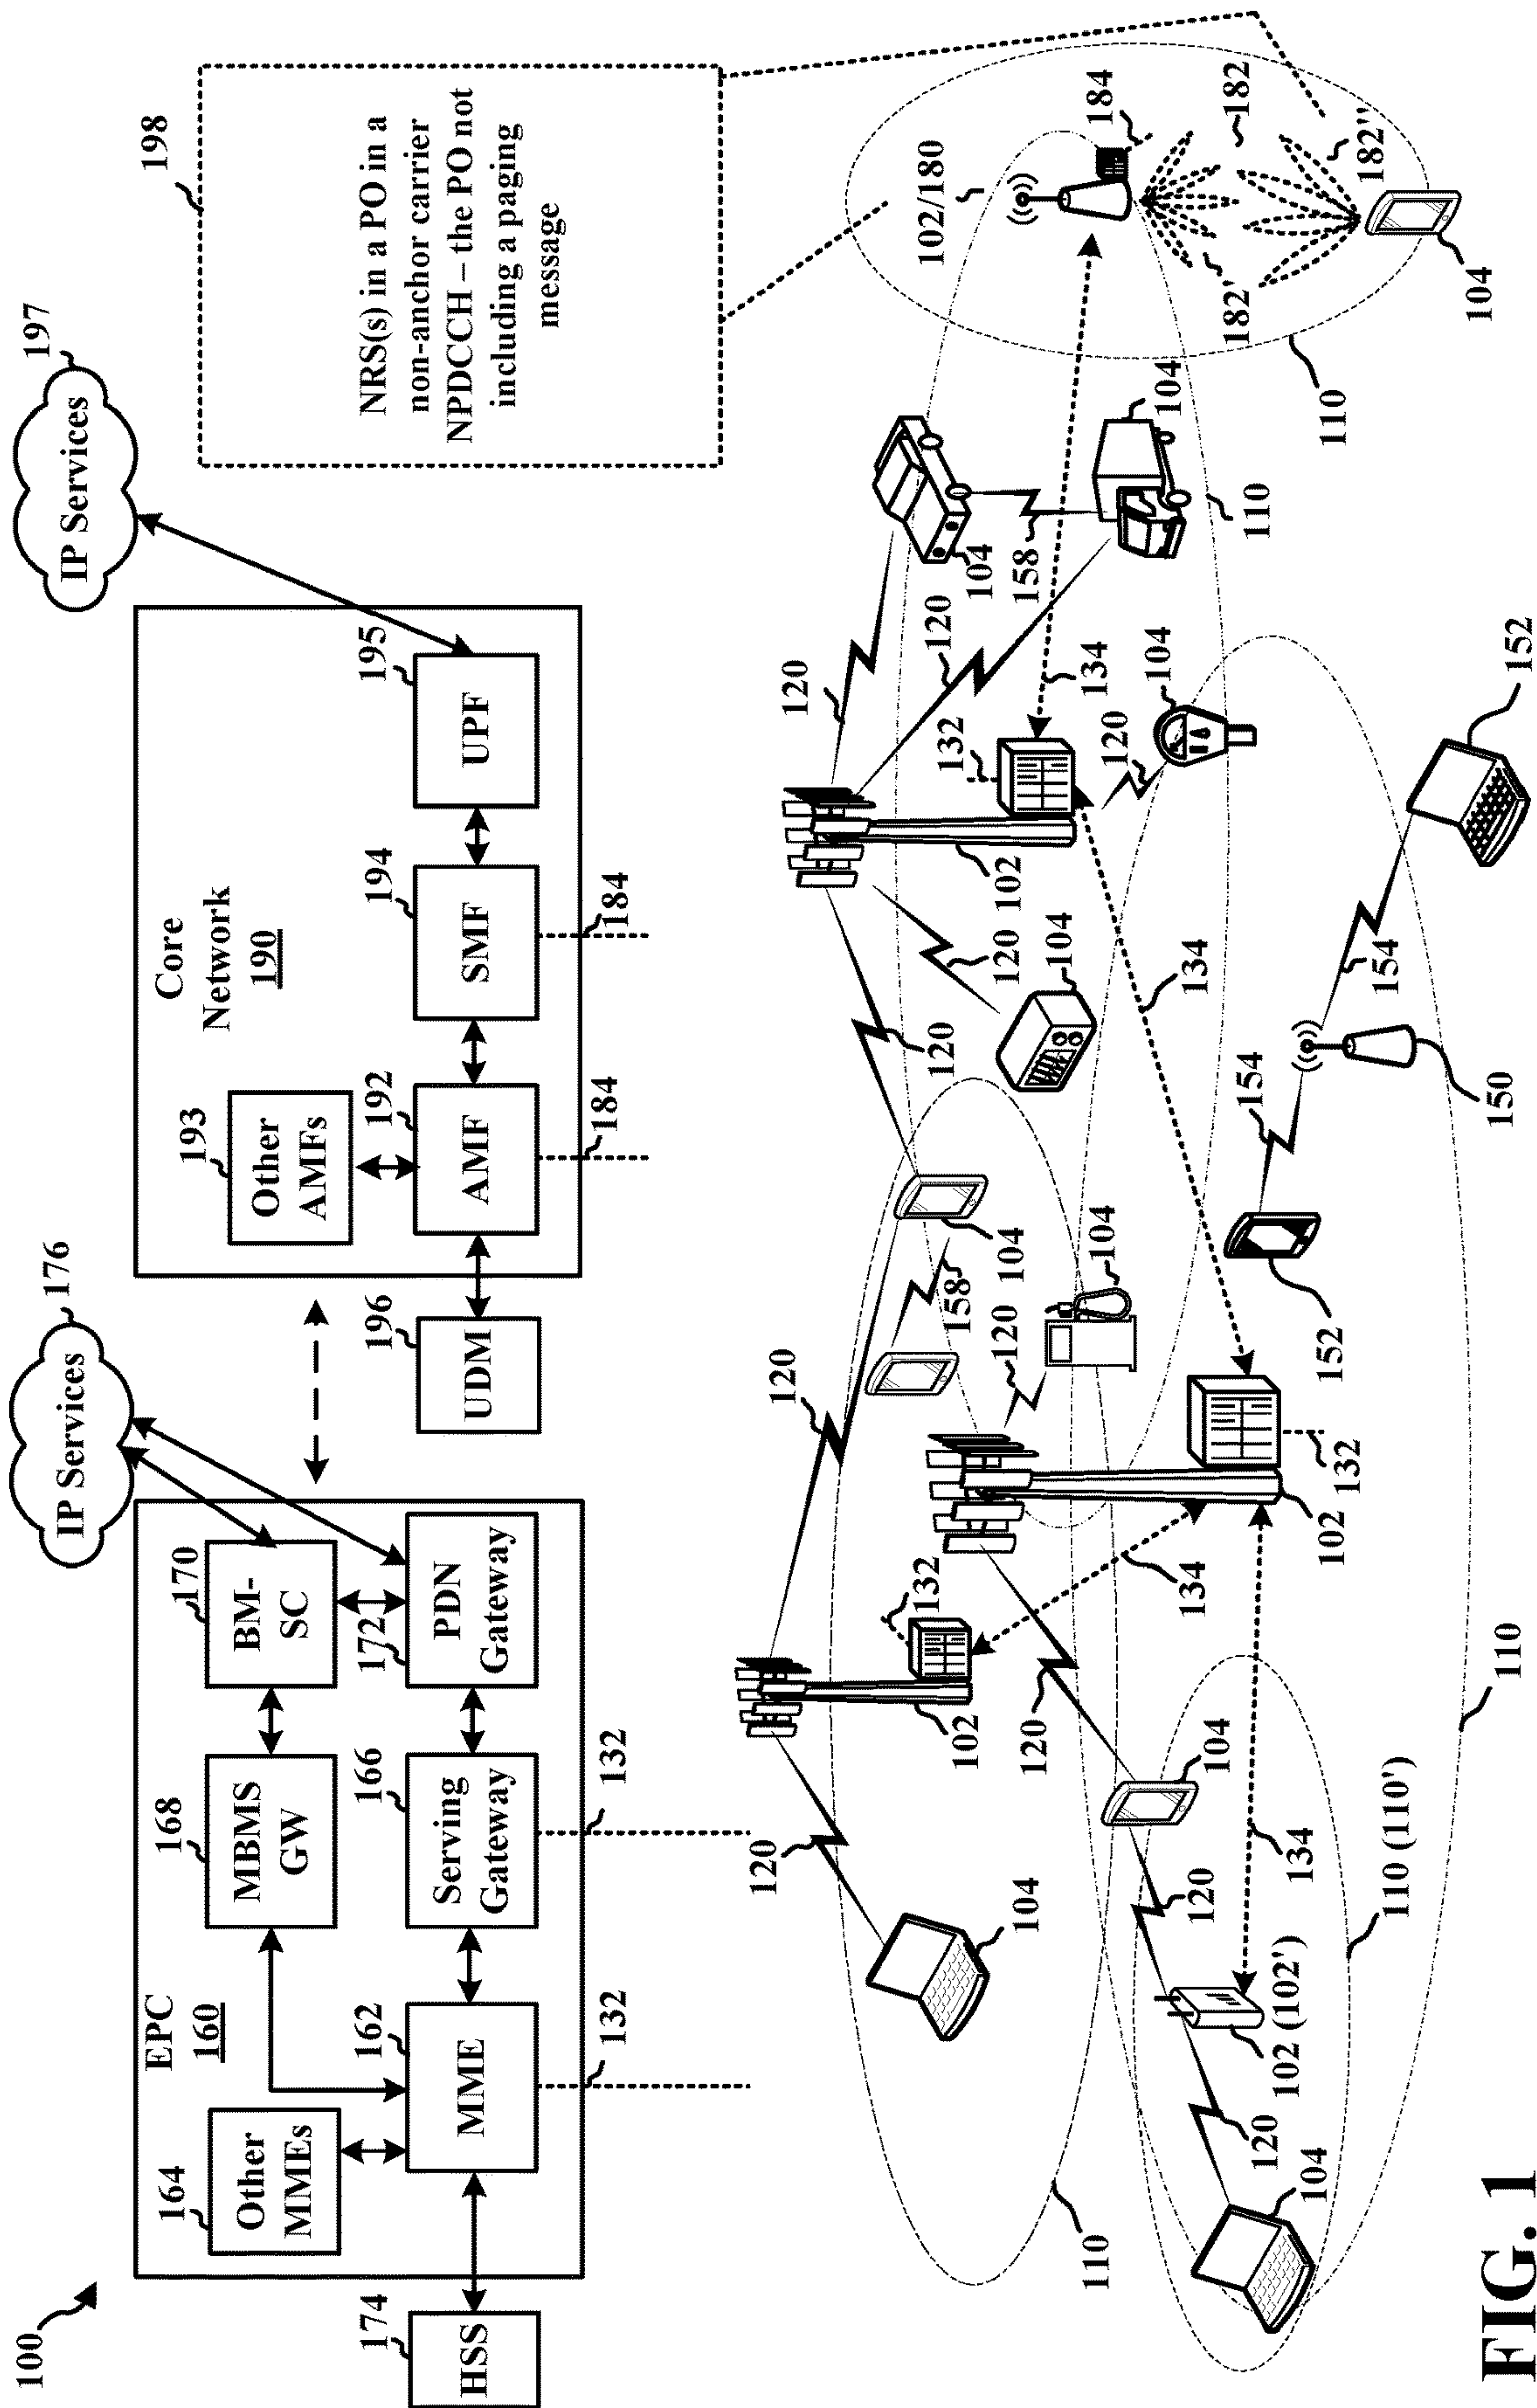 100
EPC
160
164
Other
MMEs
162
MME
174
HSS
168
MBMS
GW
166
Serving
Gateway
170
BM-
SC
172
PDN
Gateway
132
132
176
IP Services
Core
Network
190
193
Other
AMFs
192
AMF
196
UDM
194
SMF
195
UPF
184
184
197
IP Services
198
NRS(s) in a PO in a
non-anchor carrier
NPDCCH – the PO not
including a paging
message
120
120
120
120
120
104
132
102
158
104
120
104
120
104
132
102
120
104
134
104
158
104
110
102/180
184
182
182'
182''
104
110
110
120
104
134
102
132
134
120
104
120
102 (102')
134
110 (110')
110
134
154
152
150
154
152
FIG. 1